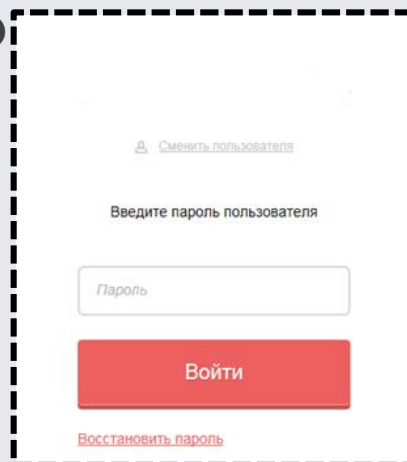 Сменить пользователя
Введите пароль пользователя
Пароль
Войти
Восстановить пароль